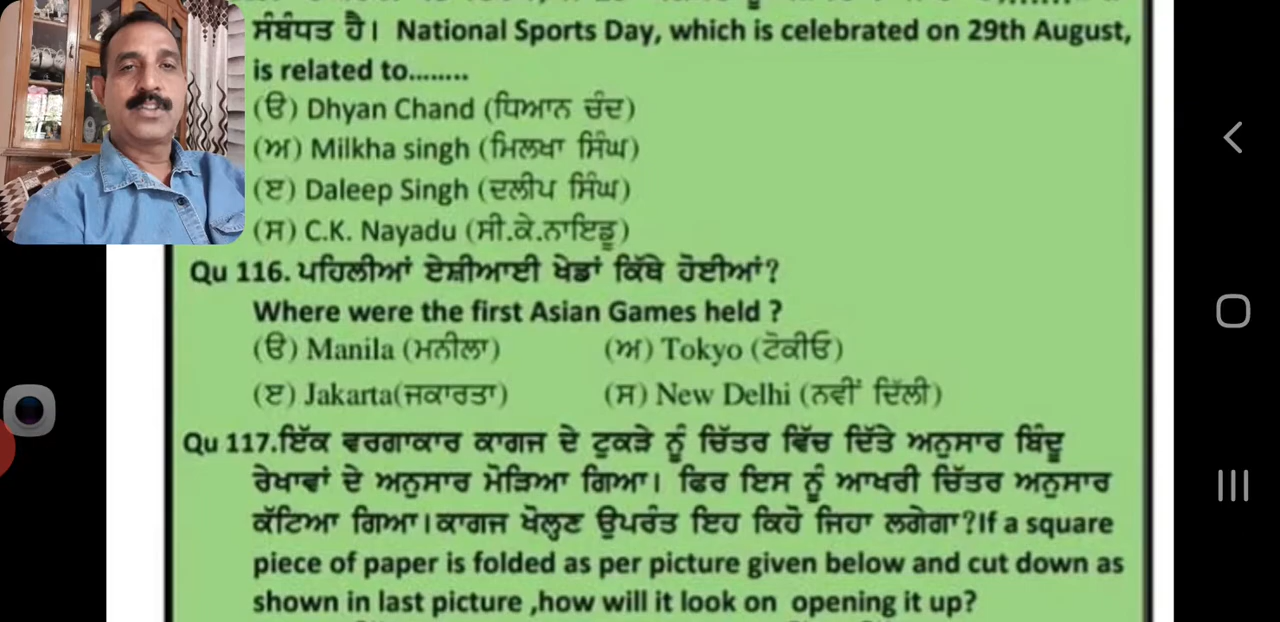 ਸੰਬੰਧਤ ਹੈ। National Sports Day, which is celebrated on 29th August,
is related to........
(ੳ) Dhyan Chand (ਧਿਆਨ ਚੰਦ)
(ਅ) Milkha singh (ਮਿਲਖਾ ਸਿੰਘ)
(ੲ) Daleep Singh (ਦਲੀਪ ਸਿੰਘ)
(ਸ) C.K. Nayadu (ਸੀ.ਕੇ.ਨਾਇਡੂ)
Qu 116. ਪਹਿਲੀਆਂ ਏਸ਼ੀਆਈ ਖੇਡਾਂ ਕਿੱਥੇ ਹੋਈਆਂ?
Where were the first Asian Games held ?
(ੳ) Manila (ਮਨੀਲਾ) (ਅ) Tokyo (ਟੋਕੀਓ)
(ੲ) Jakarta(ਜਕਾਰਤਾ) (ਸ) New Delhi (ਨਵੀਂ ਦਿੱਲੀ)
Qu 117.ਇੱਕ ਵਰਗਾਕਾਰ ਕਾਗਜ ਦੇ ਟੁਕੜੇ ਨੂੰ ਚਿੱਤਰ ਵਿੱਚ ਦਿੱਤੇ ਅਨੁਸਾਰ ਬਿੰਦੂ
ਰੇਖਾਵਾਂ ਦੇ ਅਨੁਸਾਰ ਮੋੜਿਆ ਗਿਆ। ਫਿਰ ਇਸ ਨੂੰ ਆਖਰੀ ਚਿੱਤਰ ਅਨੁਸਾਰ
ਕੱਟਿਆ ਗਿਆ।ਕਾਗਜ ਖੋਲ੍ਹਣ ਉਪਰੰਤ ਇਹ ਕਿਹੋ ਜਿਹਾ ਲਗੇਗਾ?If a square
piece of paper is folded as per picture given below and cut down as
shown in last picture ,how will it look on opening it up?